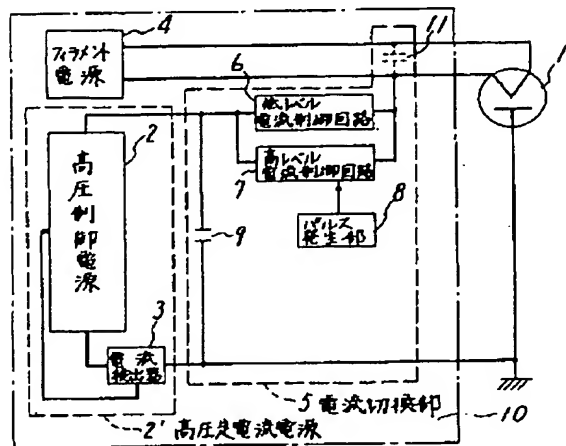 4
フィラメント
電源
11
1
6
低レベル
電流制御回路
2
高レベル
電流制御回路
7
高圧制御電源
8
パルス
発生部
9
3
電流
検出器
5 電流切換部
10
2' 高圧定電流電源